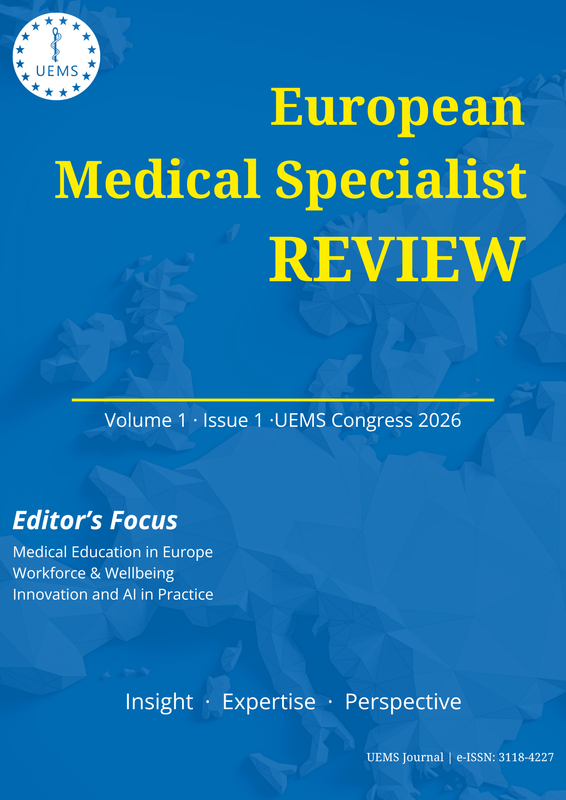 UEMS
European
Medical Specialist
REVIEW
Volume 1 · Issue 1 ·UEMS Congress 2026
Editor's Focus
Medical Education in Europe
Workforce & Wellbeing
Innovation and AI in Practice
Insight · Expertise · Perspective
UEMS Journal | e-ISSN: 3118-4227